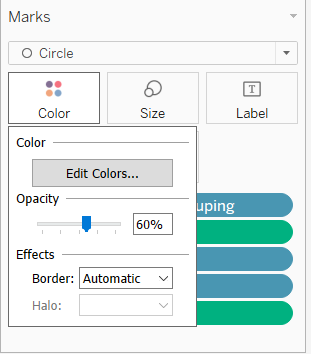 Marks
Circle
Color Size Label
Color
Edit Colors...
Opacity
60%
Effects
Border: Automatic
Halo:
uping